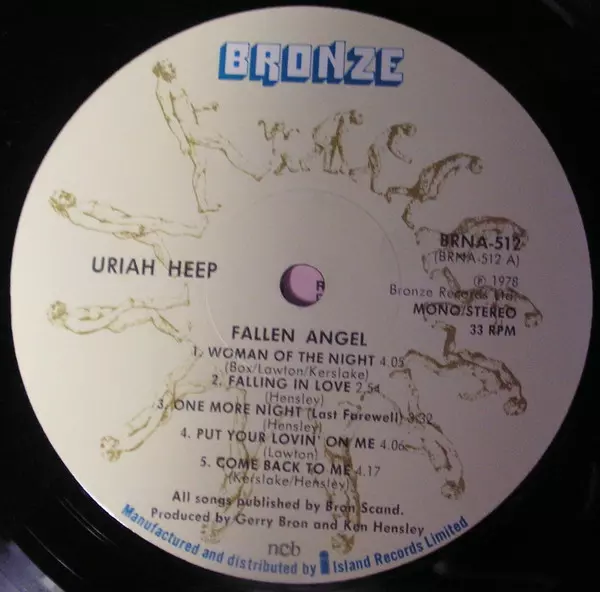 BRONZE
URIAH HEEP
BRNA-512
(BRNA-512 A)
℗ 1978
Bronze Records Ltd.
MONO/STEREO
33 RPM
FALLEN ANGEL
1. WOMAN OF THE NIGHT 4.05
(Box/Lawton/Kerslake)
2. FALLING IN LOVE 2.54
(Hensley)
3. ONE MORE NIGHT (Last Farewell) 3.32
(Hensley)
4. PUT YOUR LOVIN' ON ME 4.06
(Lawton)
5. COME BACK TO ME 4.17
(Kerslake/Hensley)
All songs published by Bron Scand.
Produced by Gerry Bron and Ken Hensley
ncb
Manufactured and distributed by Island Records Limited